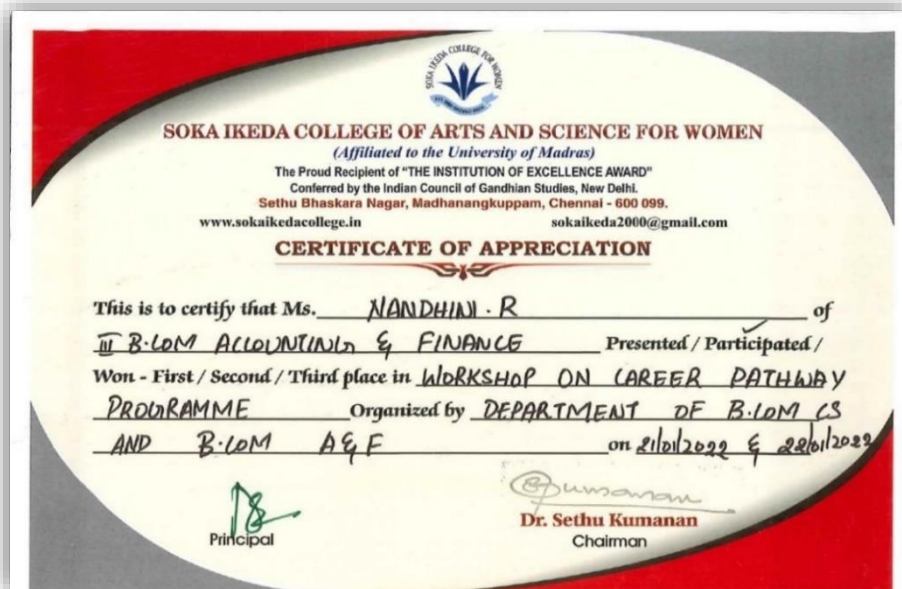 SOKA IKEDA COLLEGE FOR WOMEN
SOKA IKEDA COLLEGE OF ARTS AND SCIENCE FOR WOMEN
(Affiliated to the University of Madras)
The Proud Recipient of "THE INSTITUTION OF EXCELLENCE AWARD"
Conferred by the Indian Council of Gandhian Studies, New Delhi.
Sethu Bhaskara Nagar, Madhanangkuppam, Chennai - 600 099.
www.sokaikedacollege.in sokaikeda2000@gmail.com
CERTIFICATE OF APPRECIATION
This is to certify that Ms. NANDHINI . R of
III B.COM ACCOUNTING & FINANCE Presented / Participated /
Won - First / Second / Third place in WORKSHOP ON CAREER PATHWAY
PROGRAMME Organized by DEPARTMENT OF B.COM CS
AND B.COM A&F on 21/01/2022 & 22/01/2022
Principal
Dr. Sethu Kumanan
Chairman